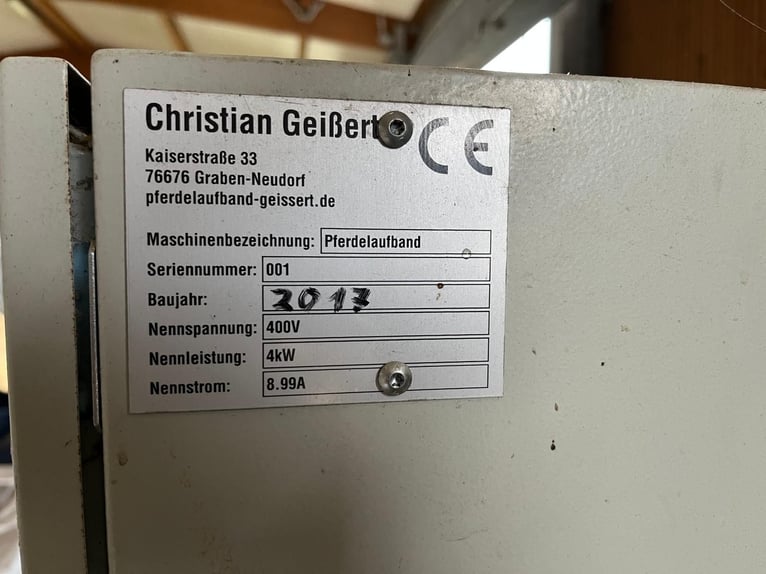 Christian Geißert CE
Kaiserstraße 33
76676 Graben-Neudorf
pferdelaufband-geissert.de
Maschinenbezeichnung: Pferdelaufband
Seriennummer: 001
Baujahr: 2017
Nennspannung: 400V
Nennleistung: 4kW
Nennstrom: 8.99A